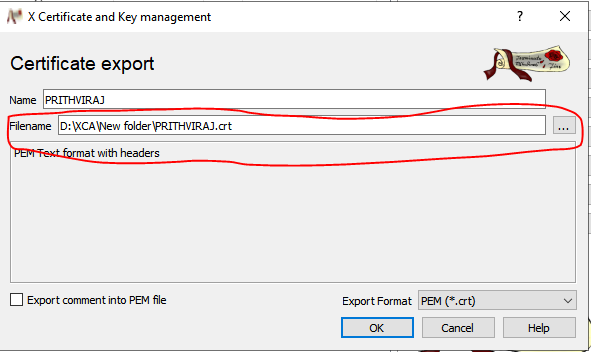 X Certificate and Key management
?
Certificate export
Name PRITHVIRAJ
Filename D:\XCA\New folder\PRITHVIRAJ.crt ...
PEM Text format with headers
Export comment into PEM file
Export Format PEM (*.crt)
OK Cancel Help